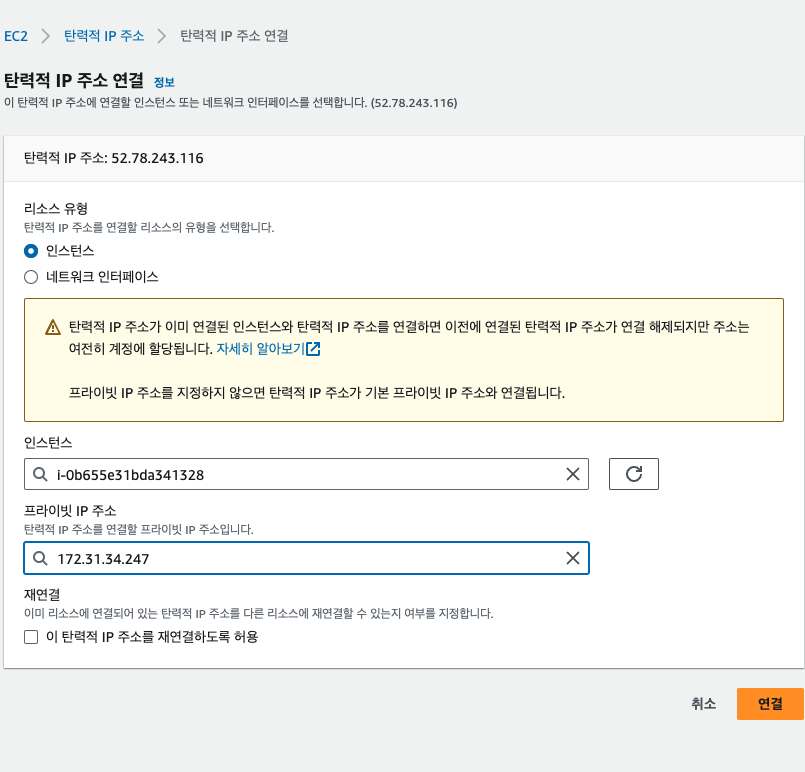 EC2 > 탄력적 IP 주소 > 탄력적 IP 주소 연결
탄력적 IP 주소 연결 정보
이 탄력적 IP 주소에 연결할 인스턴스 또는 네트워크 인터페이스를 선택합니다. (52.78.243.116)
탄력적 IP 주소: 52.78.243.116
리소스 유형
탄력적 IP 주소를 연결할 리소스의 유형을 선택합니다.
인스턴스
네트워크 인터페이스
탄력적 IP 주소가 이미 연결된 인스턴스와 탄력적 IP 주소를 연결하면 이전에 연결된 탄력적 IP 주소가 연결 해제되지만 주소는
여전히 계정에 할당됩니다. 자세히 알아보기
프라이빗 IP 주소를 지정하지 않으면 탄력적 IP 주소가 기본 프라이빗 IP 주소와 연결됩니다.
인스턴스
i-0b655e31bda341328
프라이빗 IP 주소
탄력적 IP 주소를 연결할 프라이빗 IP 주소입니다.
172.31.34.247
재연결
이미 리소스에 연결되어 있는 탄력적 IP 주소를 다른 리소스에 재연결할 수 있는지 여부를 지정합니다.
이 탄력적 IP 주소를 재연결하도록 허용
취소 연결